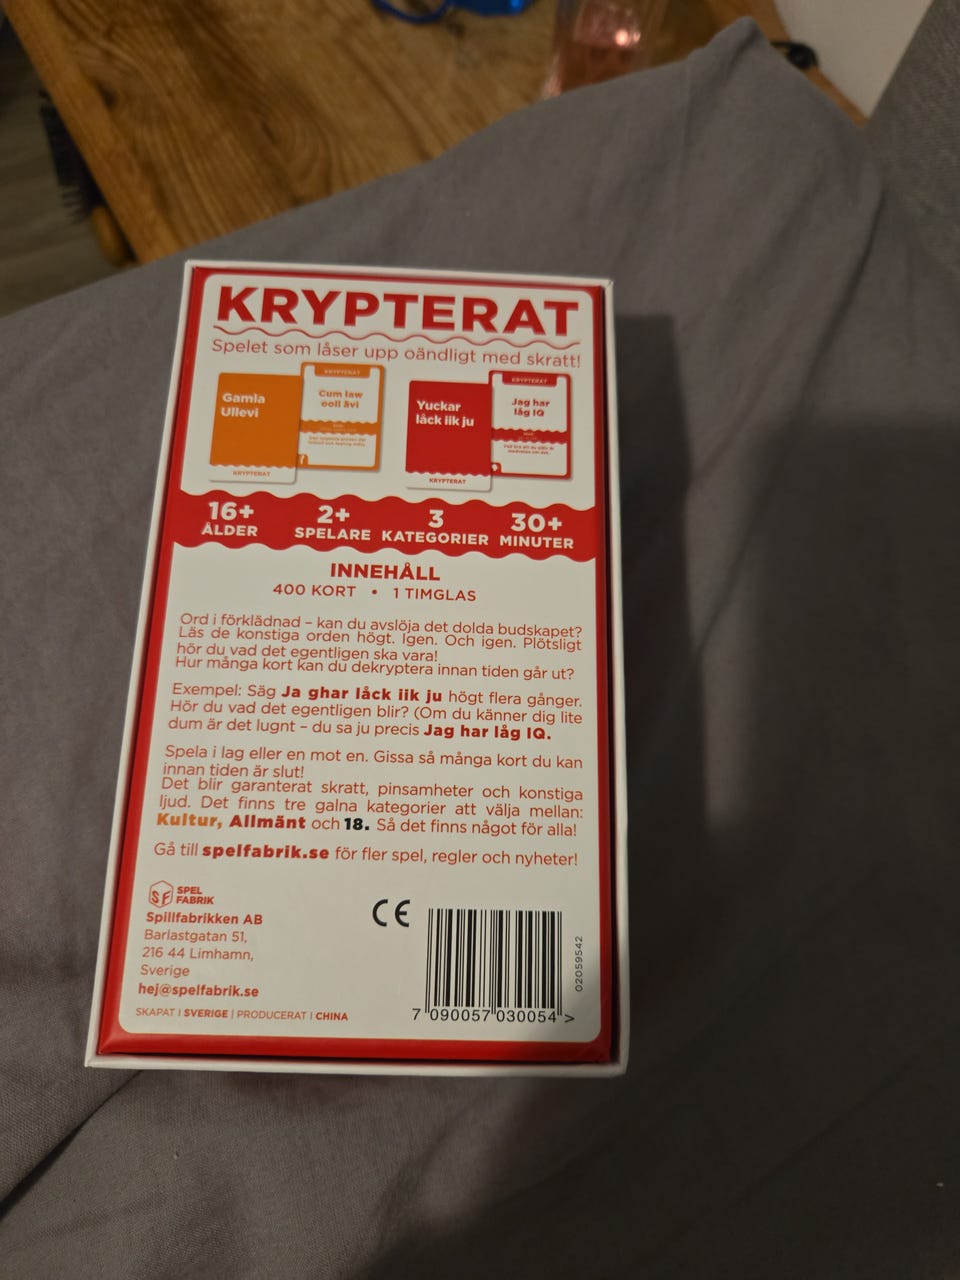 KRYPTERAT
Spelet som låser upp oändligt med skratt!
Gamla
Ullevi
KRYPTERAT
KRYPTERAT
Cum law
ooll ävi
Yuckar
låck iik ju
KRYPTERAT
KRYPTERAT
Jag har
låg IQ
16+
ÅLDER
2+
SPELARE
3
KATEGORIER
30+
MINUTER
INNEHÅLL
400 KORT • 1 TIMGLAS
Ord i förklädnad – kan du avslöja det dolda budskapet?
Läs de konstiga orden högt. Igen. Och igen. Plötsligt
hör du vad det egentligen ska vara!
Hur många kort kan du dekryptera innan tiden går ut?
Exempel: Säg Ja ghar låck iik ju högt flera gånger.
Hör du vad det egentligen blir? (Om du känner dig lite
dum är det lugnt – du sa ju precis Jag har låg IQ.
Spela i lag eller en mot en. Gissa så många kort du kan
innan tiden är slut!
Det blir garanterat skratt, pinsamheter och konstiga
ljud. Det finns tre galna kategorier att välja mellan:
Kultur, Allmänt och 18. Så det finns något för alla!
Gå till spelfabrik.se för fler spel, regler och nyheter!
SF
SPEL
FABRIK
Spillfabrikken AB
Barlastgatan 51,
216 44 Limhamn,
Sverige
hej@spelfabrik.se
SKAPAT I SVERIGE | PRODUCERAT I CHINA
CE
02059542
7 090057 030054 >